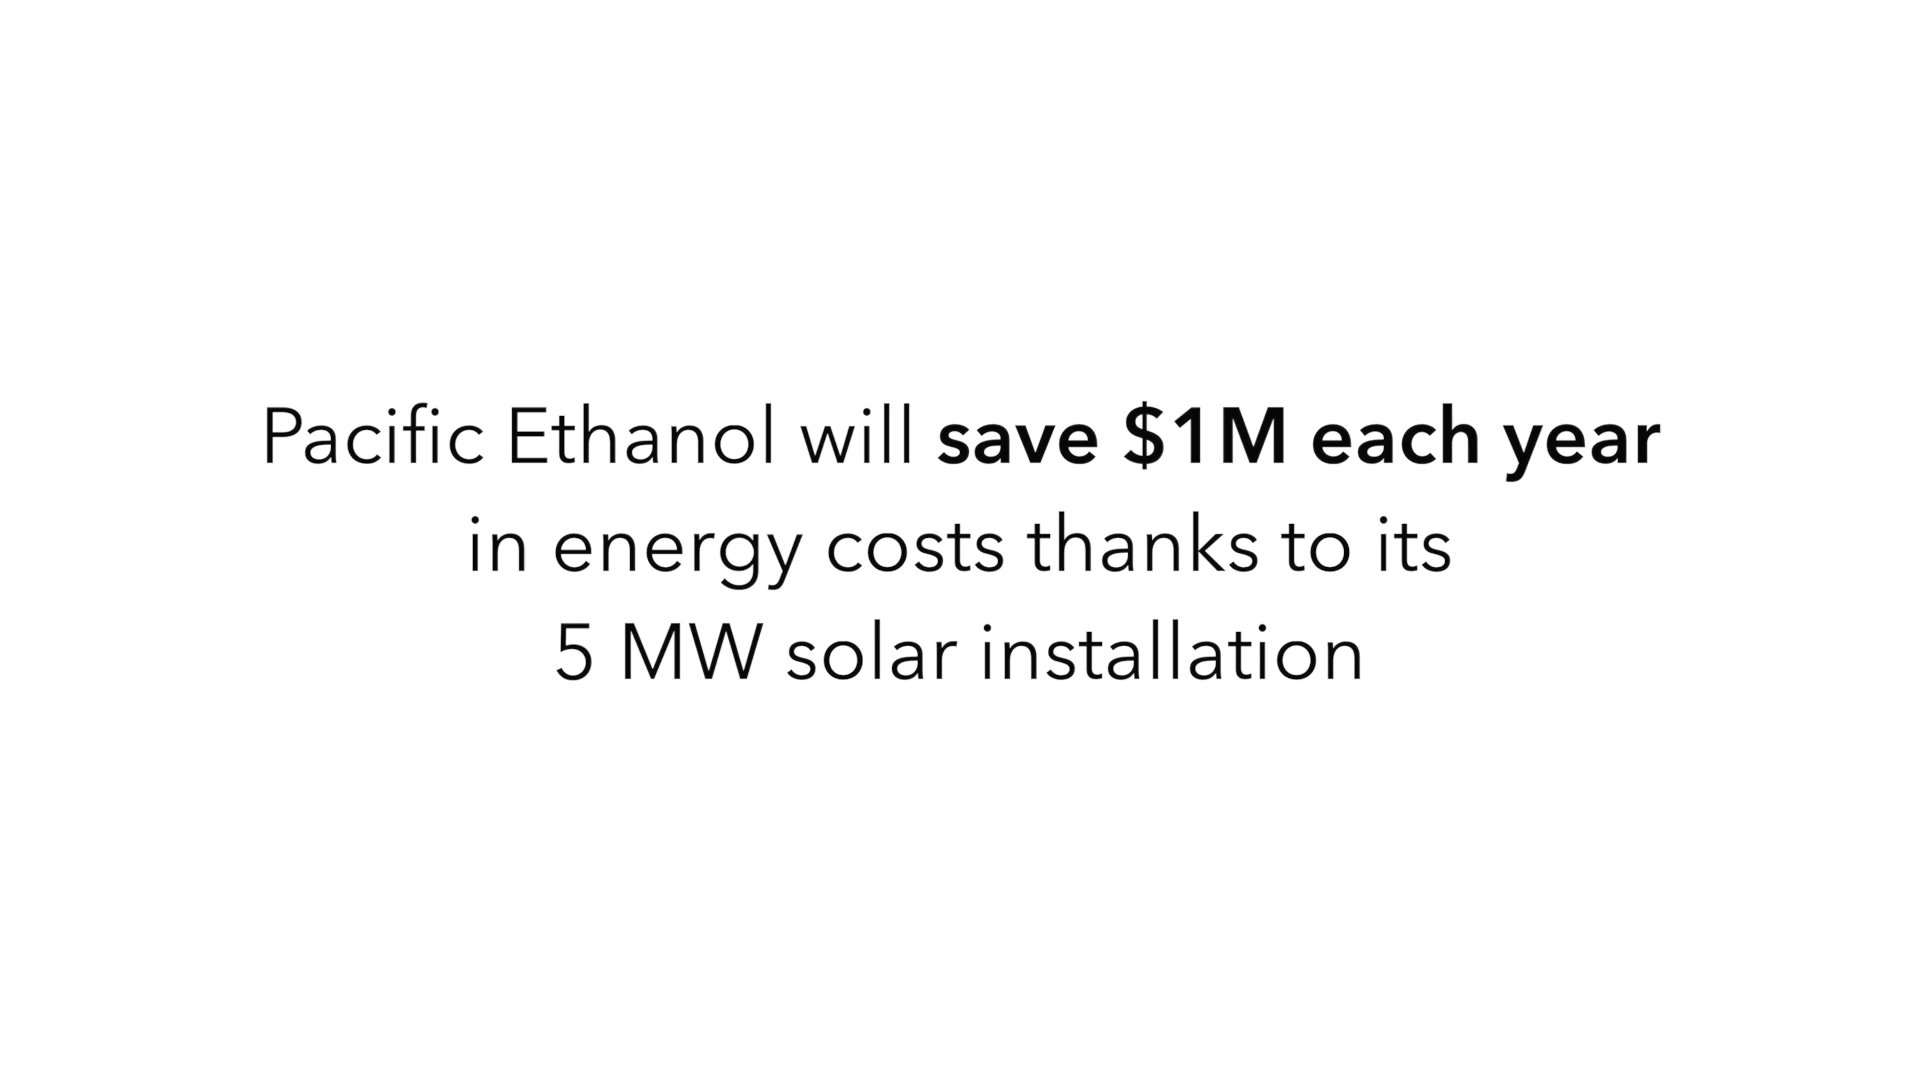 Pacific Ethanol will save $1M each year
in energy costs thanks to its
5 MW solar installation